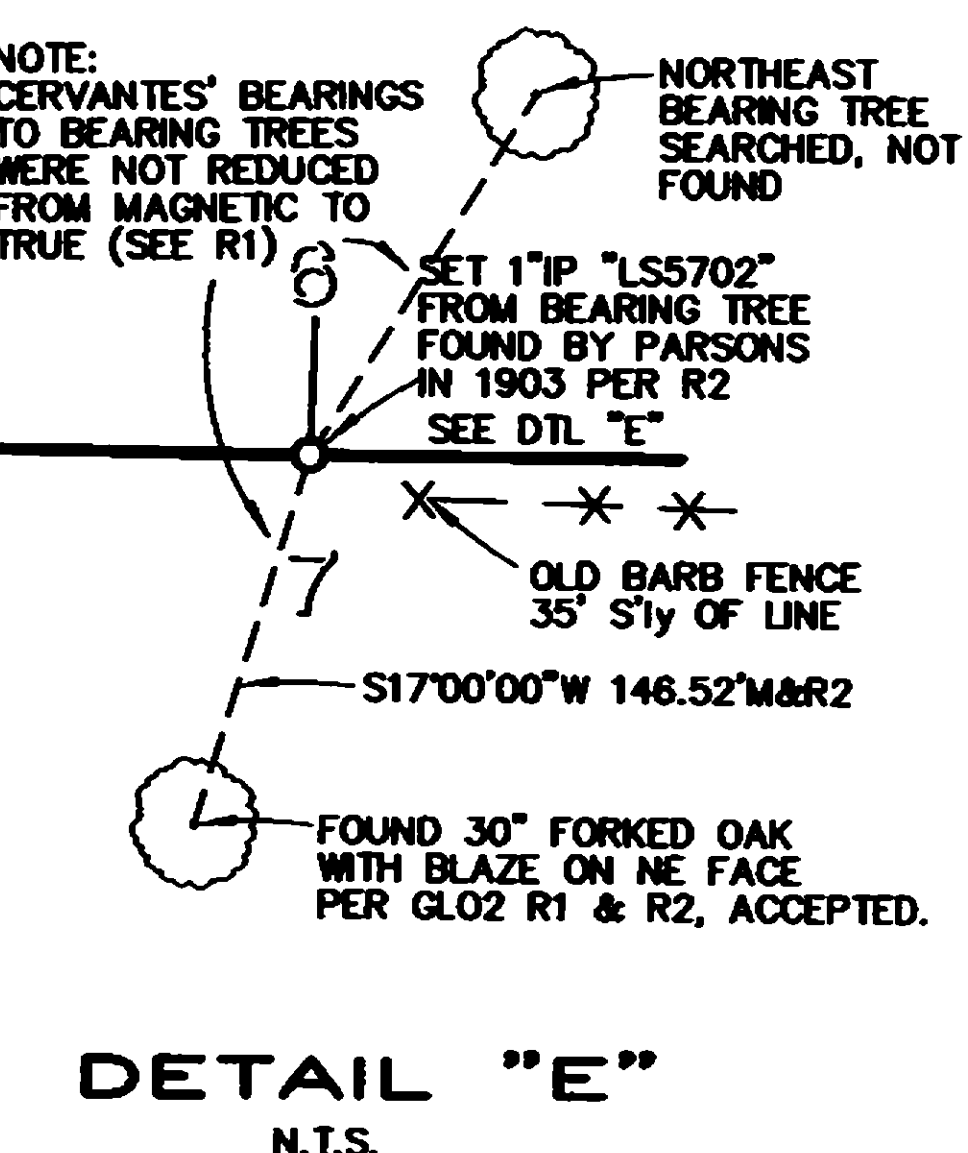 NOTE:
CERVANTES' BEARINGS
TO BEARING TREES
WERE NOT REDUCED
FROM MAGNETIC TO
TRUE (SEE R1)
NORTHEAST
BEARING TREE
SEARCHED, NOT
FOUND
6
SET 1"IP "LS5702"
FROM BEARING TREE
FOUND BY PARSONS
IN 1903 PER R2
SEE DTL "E"
7
OLD BARB FENCE
35' S'ly OF LINE
S17°00'00"W 146.52'M&R2
FOUND 30" FORKED OAK
WITH BLAZE ON NE FACE
PER GLO2 R1 & R2, ACCEPTED.
DETAIL "E"
N.T.S.